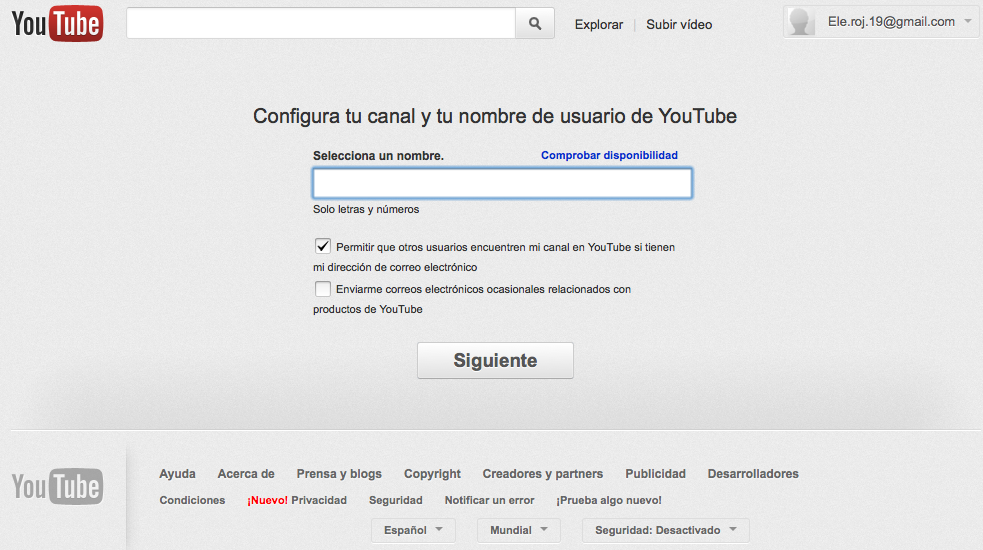 YouTube Explorar Subir vídeo Ele.roj.19@gmail.com
Configura tu canal y tu nombre de usuario de YouTube
Selecciona un nombre. Comprobar disponibilidad
Solo letras y números
Permitir que otros usuarios encuentren mi canal en YouTube si tienen
mi dirección de correo electrónico
Enviarme correos electrónicos ocasionales relacionados con
productos de YouTube
Siguiente
YouTube
Ayuda Acerca de Prensa y blogs Copyright Creadores y partners Publicidad Desarrolladores
Condiciones ¡Nuevo! Privacidad Seguridad Notificar un error ¡Prueba algo nuevo!
Español Mundial Seguridad: Desactivado